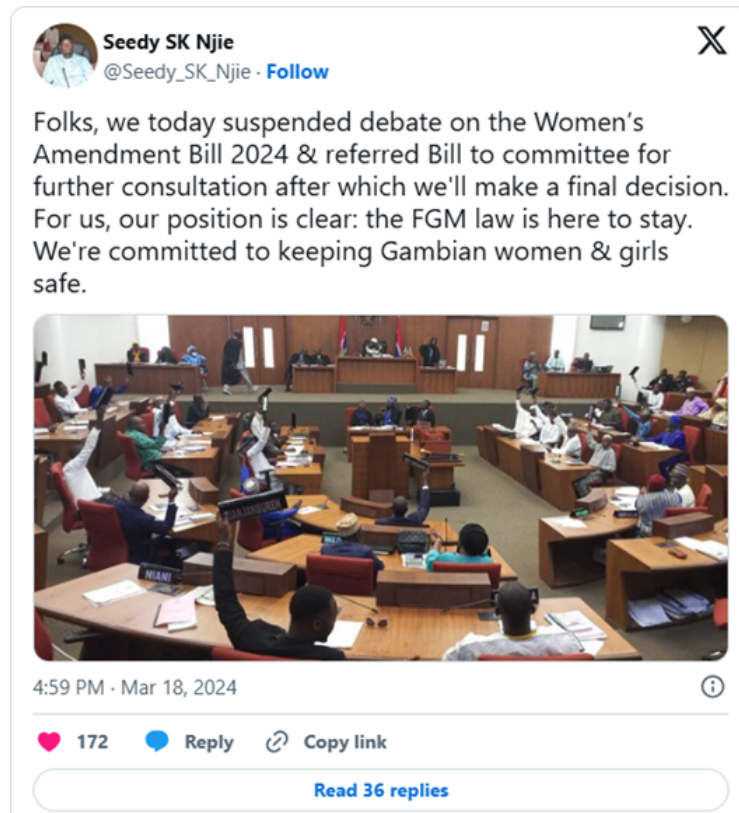 Seedy SK Njie
@Seedy_SK_Njie · Follow
Folks, we today suspended debate on the Women’s
Amendment Bill 2024 & referred Bill to committee for
further consultation after which we'll make a final decision.
For us, our position is clear: the FGM law is here to stay.
We're committed to keeping Gambian women & girls
safe.
JANJANBUREH
NIANI
4:59 PM · Mar 18, 2024
172 Reply Copy link
Read 36 replies